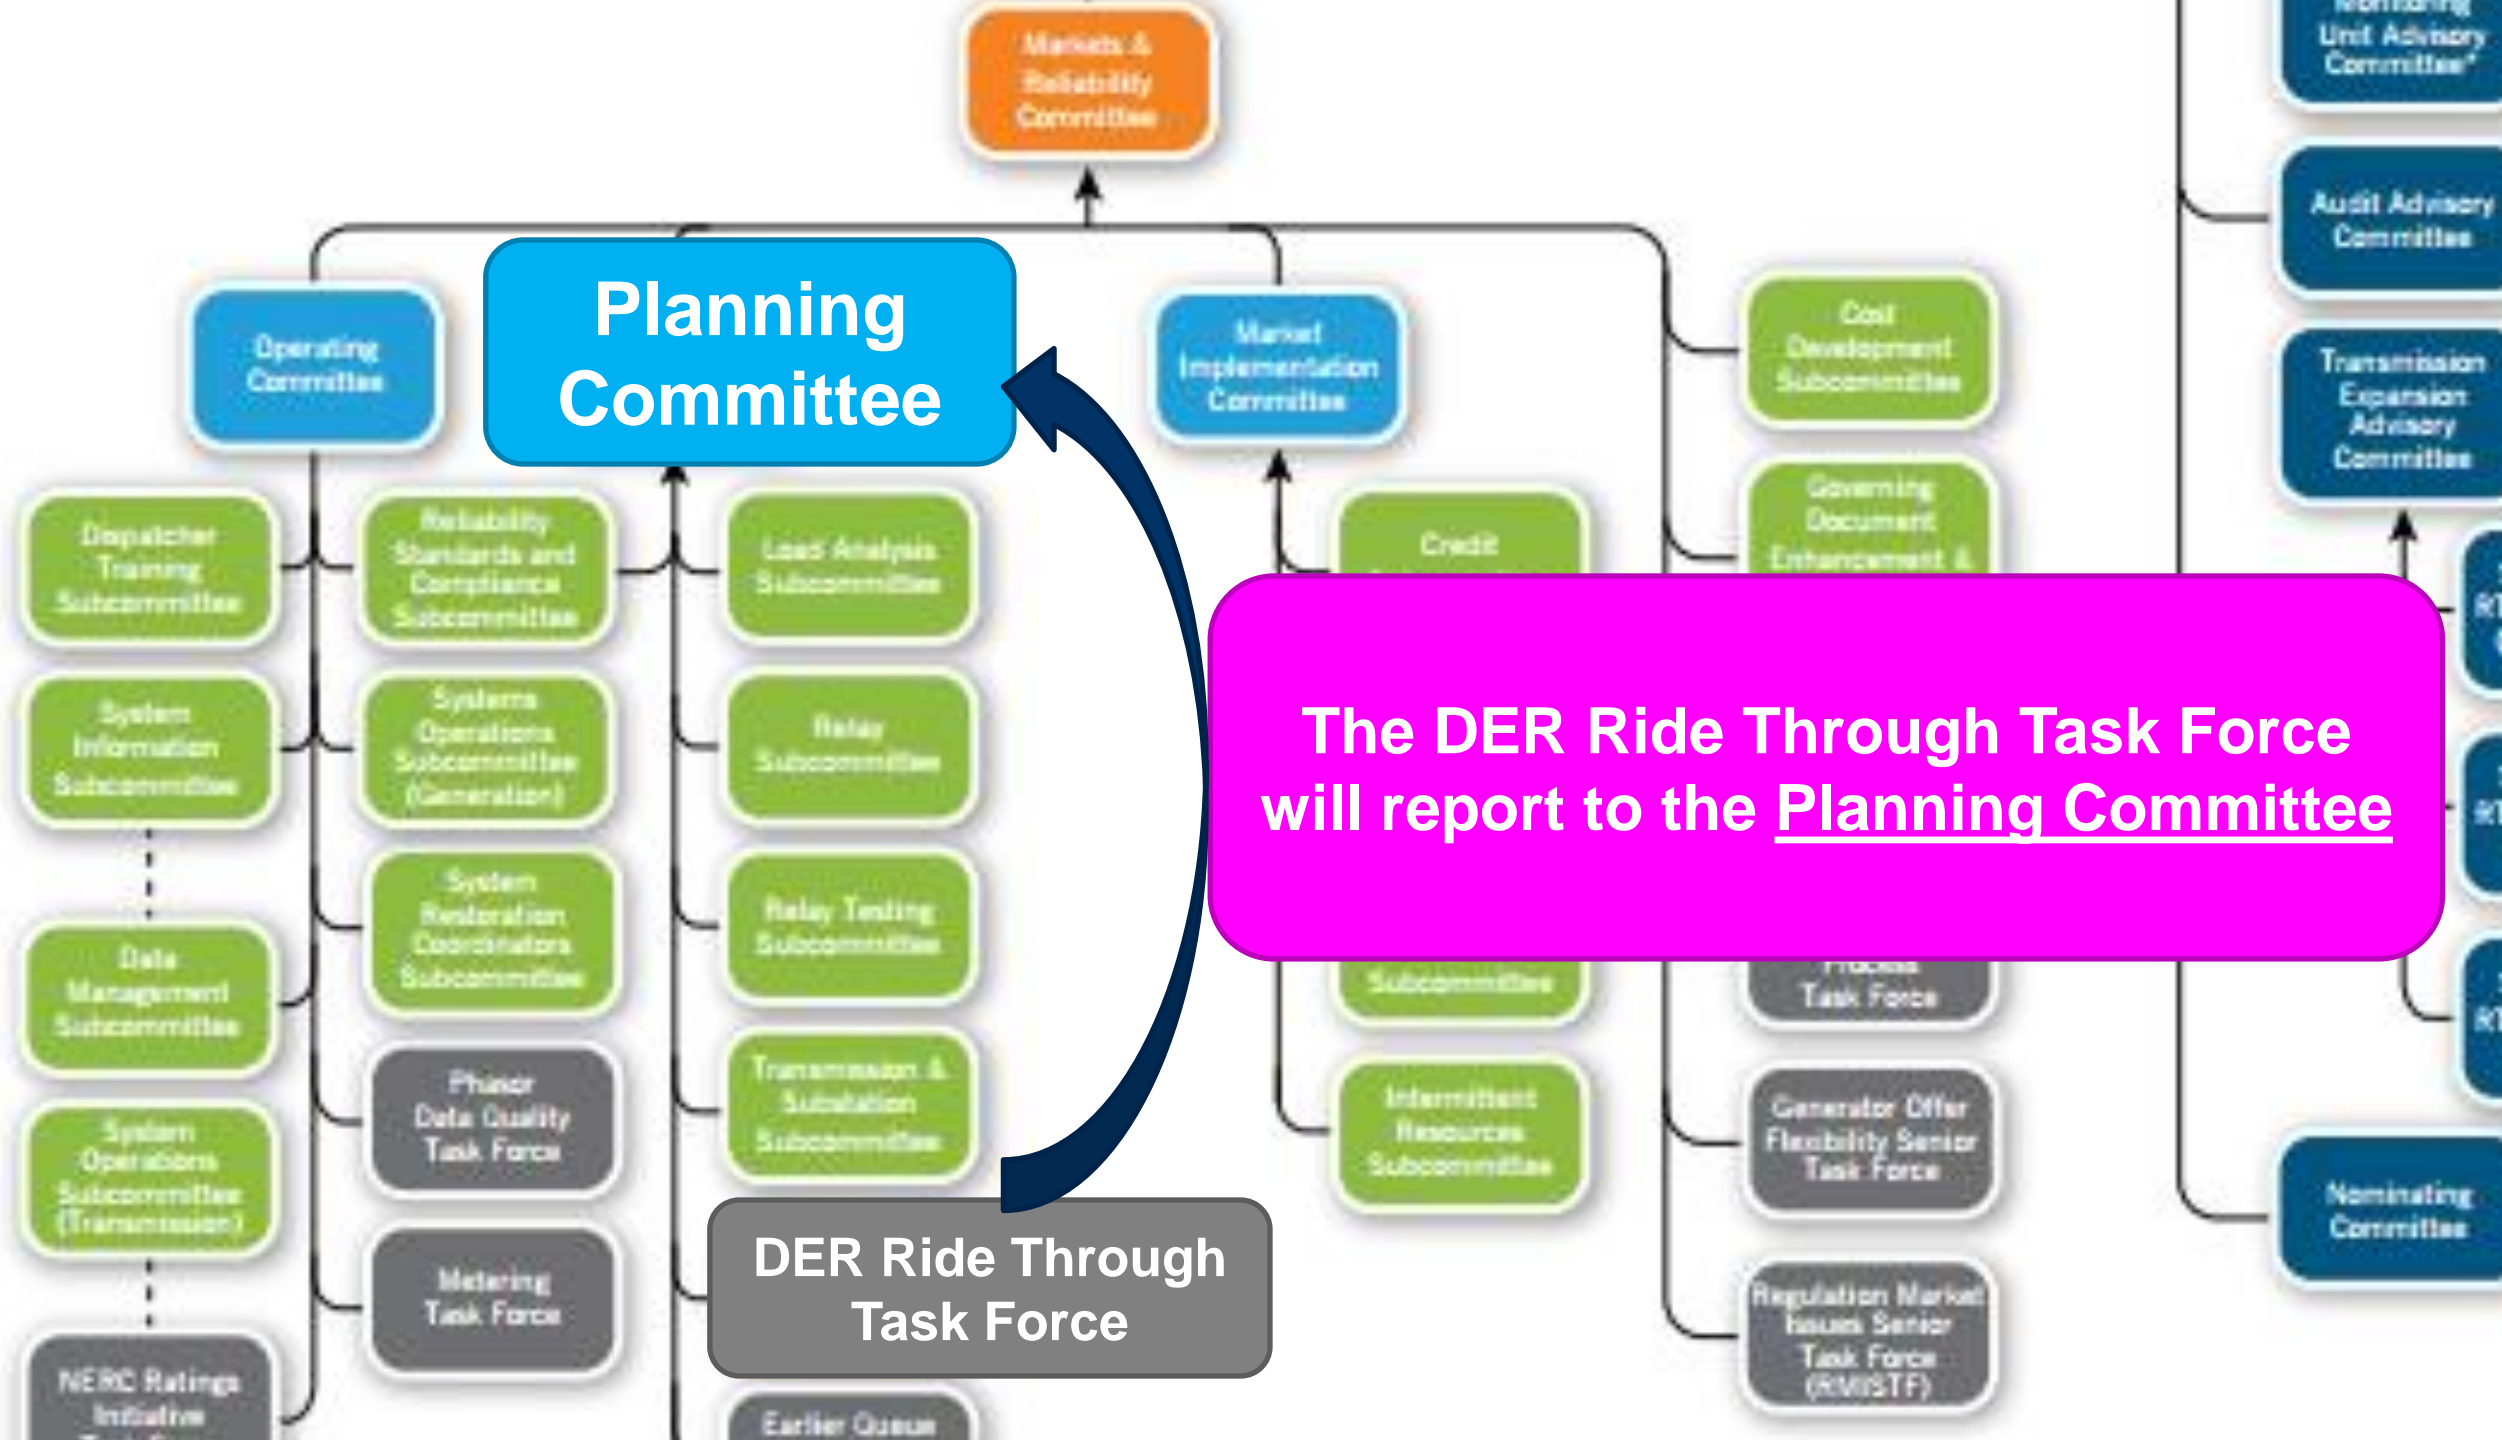 Markets &
Reliability
Committee
Monitoring
Unit Advisory
Committee*
Audit Advisory
Committee
Transmission
Expansion
Advisory
Committee
Nominating
Committee
Operating
Committee
Planning
Committee
Market
Implementation
Committee
Cost
Development
Subcommittee
Governing
Document
Enhancement &
Dispatcher
Training
Subcommittee
Reliability
Standards and
Compliance
Subcommittee
Load Analysis
Subcommittee
Credit
System
Information
Subcommittee
Systems
Operations
Subcommittee
(Generation)
Relay
Subcommittee
The DER Ride Through Task Force
will report to the Planning Committee
Data
Management
Subcommittee
System
Restoration
Coordinators
Subcommittee
Relay Testing
Subcommittee
Subcommittee
Process
Task Force
System
Operations
Subcommittee
(Transmission)
Phasor
Data Quality
Task Force
Transmission &
Substation
Subcommittee
Intermittent
Resources
Subcommittee
Generator Offer
Flexibility Senior
Task Force
Metering
Task Force
DER Ride Through
Task Force
Regulation Market
Issues Senior
Task Force
(RMISTF)
NERC Ratings
Initiative
Earlier Queue